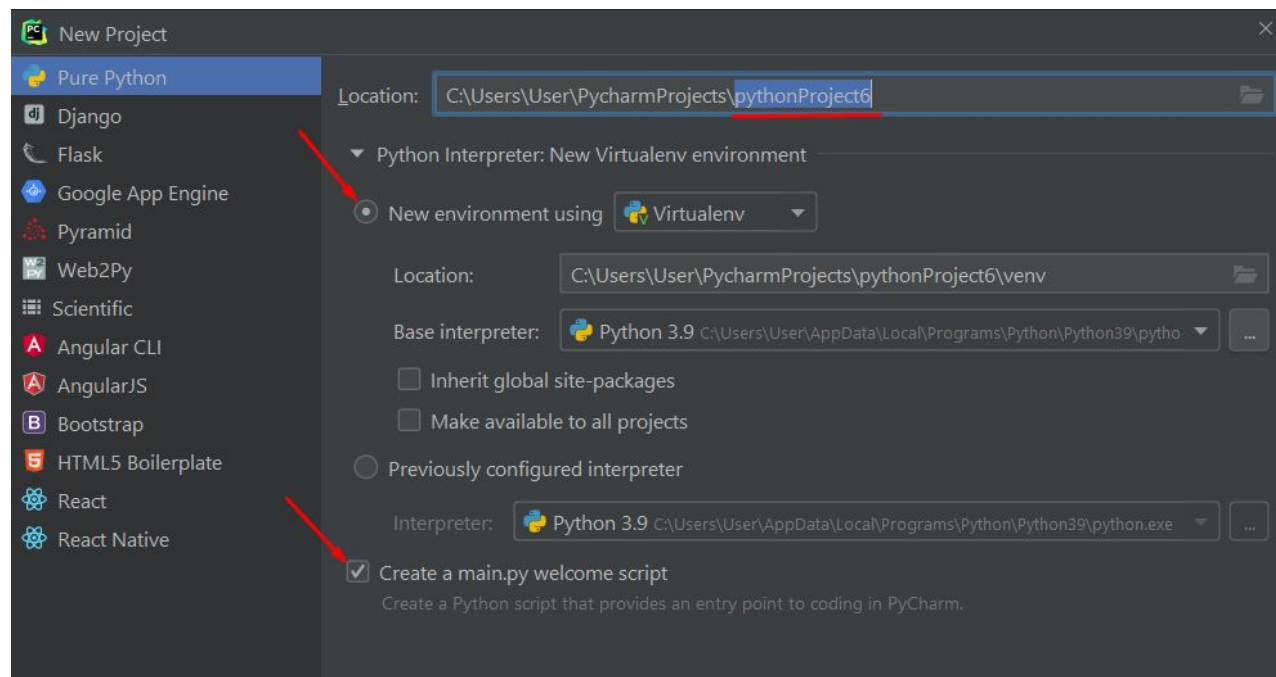 New Project
Pure Python
Django
Flask
Google App Engine
Pyramid
Web2Py
Scientific
Angular CLI
AngularJS
Bootstrap
HTML5 Boilerplate
React
React Native
Location: C:\Users\User\PycharmProjects\pythonProject6
Python Interpreter: New Virtualenv environment
New environment using Virtualenv
Location: C:\Users\User\PycharmProjects\pythonProject6\venv
Base interpreter: Python 3.9 C:\Users\User\AppData\Local\Programs\Python\Python39\pytho ...
Inherit global site-packages
Make available to all projects
Previously configured interpreter
Interpreter: Python 3.9 C:\Users\User\AppData\Local\Programs\Python\Python39\python.exe ...
Create a main.py welcome script
Create a Python script that provides an entry point to coding in PyCharm.